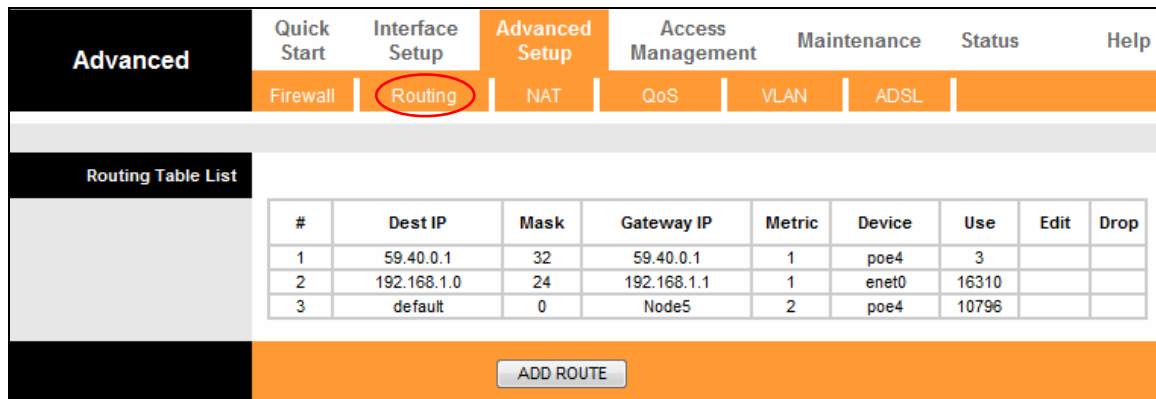 Advanced
Quick Start
Interface Setup
Advanced Setup
Access Management
Maintenance
Status
Help
Firewall
Routing
NAT
QoS
VLAN
ADSL
Routing Table List
# Dest IP Mask Gateway IP Metric Device Use Edit Drop
1 59.40.0.1 32 59.40.0.1 1 poe4 3
2 192.168.1.0 24 192.168.1.1 1 enet0 16310
3 default 0 Node5 2 poe4 10796
ADD ROUTE